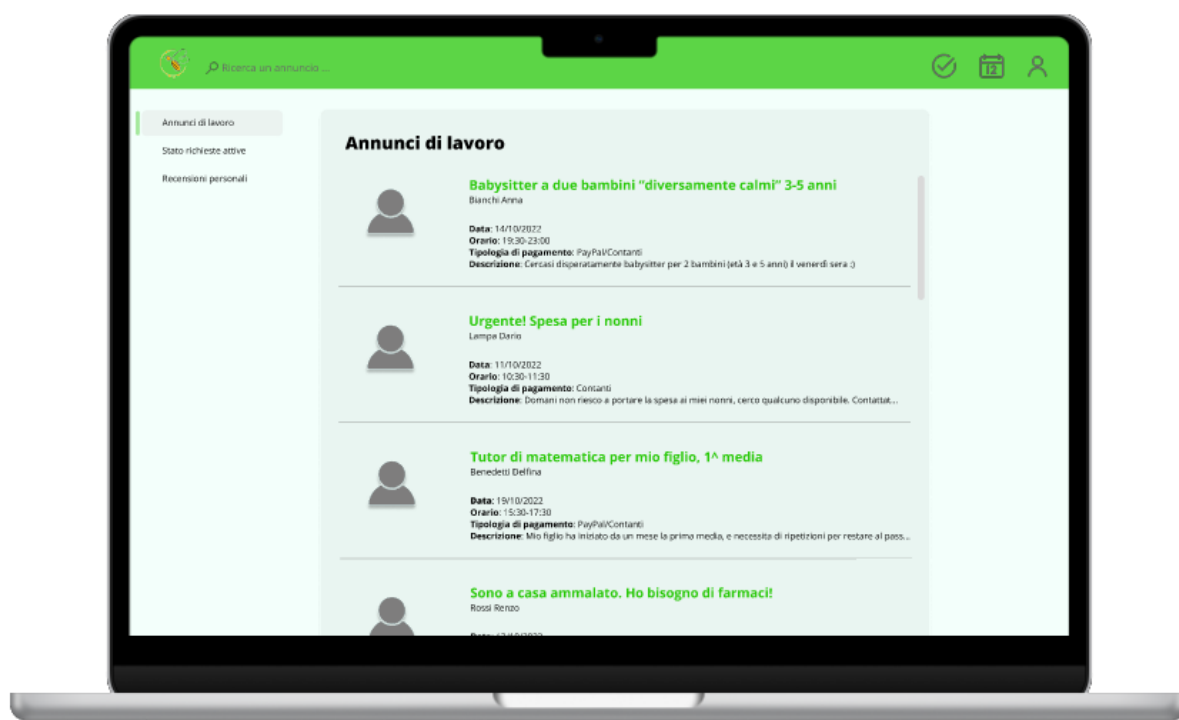 Ricerca un annuncio ...
12
Annunci di lavoro
Stato richieste attive
Recensioni personali
Annunci di lavoro
Babysitter a due bambini “diversamente calmi” 3-5 anni
Bianchi Anna
Data: 14/10/2022
Orario: 19:30-23:00
Tipologia di pagamento: PayPal/Contanti
Descrizione: Cercasi disperatamente babysitter per 2 bambini (età 3 e 5 anni) il venerdì sera :)
Urgente! Spesa per i nonni
Lampa Dario
Data: 11/10/2022
Orario: 10:30-11:30
Tipologia di pagamento: Contanti
Descrizione: Domani non riesco a portare la spesa ai miei nonni, cerco qualcuno disponibile. Contattat...
Tutor di matematica per mio figlio, 1^ media
Benedetti Delfina
Data: 19/10/2022
Orario: 15:30-17:30
Tipologia di pagamento: PayPal/Contanti
Descrizione: Mio figlio ha iniziato da un mese la prima media, e necessita di ripetizioni per restare al pass...
Sono a casa ammalato. Ho bisogno di farmaci!
Rossi Renzo